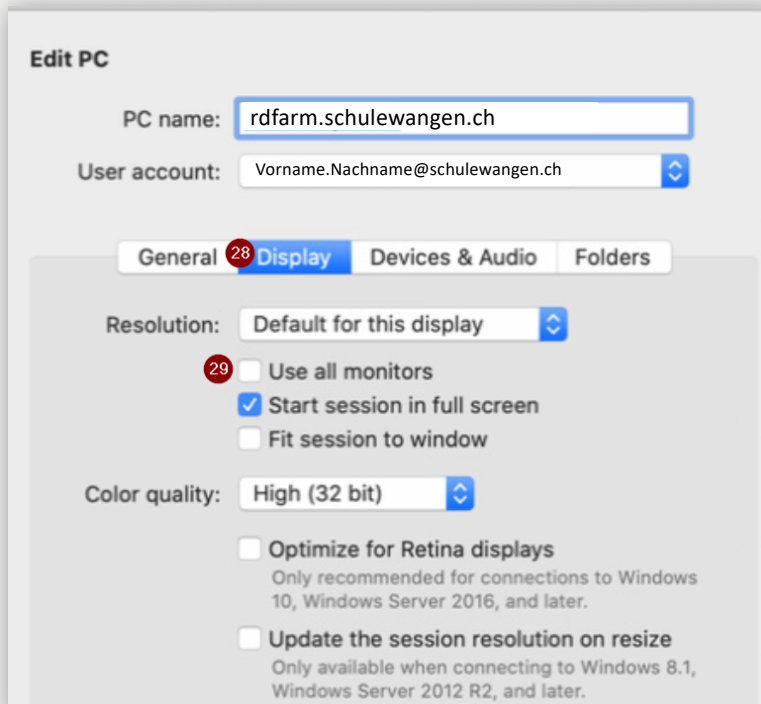 Edit PC
PC name: rdfarm.schulewangen.ch
User account: Vorname.Nachname@schulewangen.ch
General 28 Display Devices & Audio Folders
Resolution: Default for this display
29 Use all monitors
Start session in full screen
Fit session to window
Color quality: High (32 bit)
Optimize for Retina displays
Only recommended for connections to Windows
10, Windows Server 2016, and later.
Update the session resolution on resize
Only available when connecting to Windows 8.1,
Windows Server 2012 R2, and later.